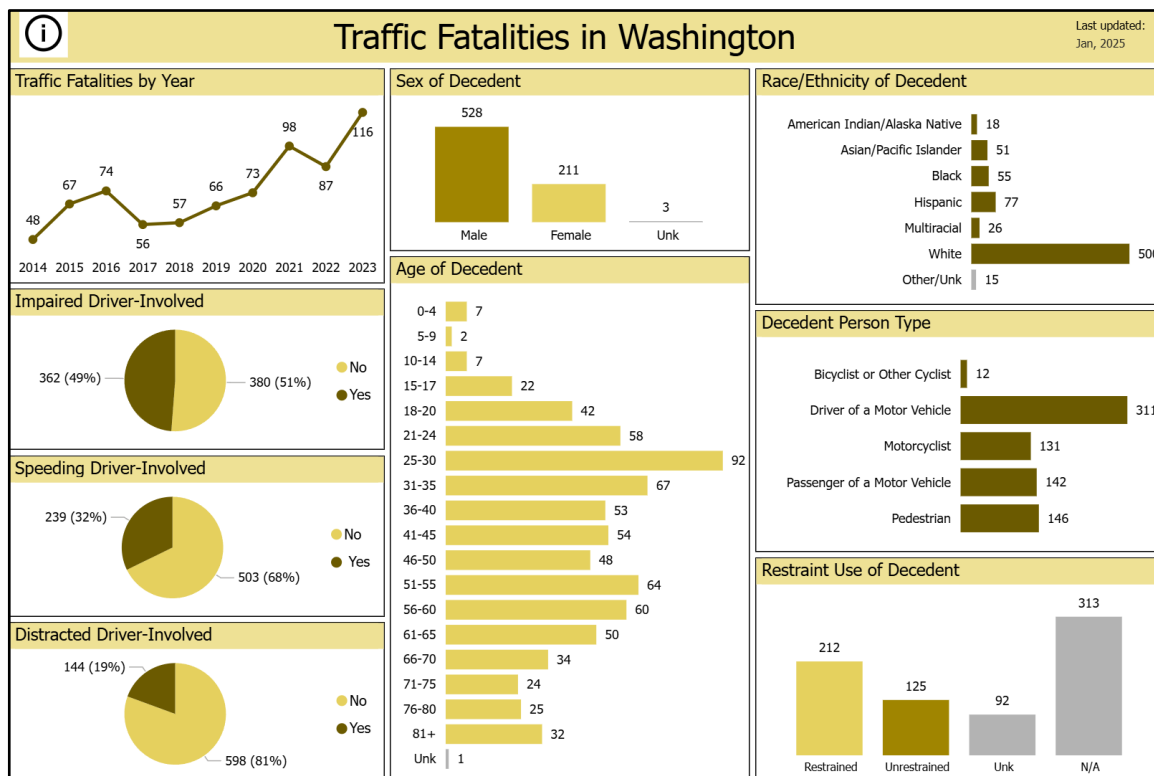 i
Traffic Fatalities in Washington
Last updated:
Jan, 2025
Traffic Fatalities by Year
48
67
74
56
57
66
73
98
87
116
2014 2015 2016 2017 2018 2019 2020 2021 2022 2023
Impaired Driver-Involved
362 (49%)
380 (51%)
No
Yes
Speeding Driver-Involved
239 (32%)
503 (68%)
No
Yes
Distracted Driver-Involved
144 (19%)
598 (81%)
No
Yes
Sex of Decedent
528
211
3
Male Female Unk
Age of Decedent
0-4 7
5-9 2
10-14 7
15-17 22
18-20 42
21-24 58
25-30 92
31-35 67
36-40 53
41-45 54
46-50 48
51-55 64
56-60 60
61-65 50
66-70 34
71-75 24
76-80 25
81+ 32
Unk 1
Race/Ethnicity of Decedent
American Indian/Alaska Native 18
Asian/Pacific Islander 51
Black 55
Hispanic 77
Multiracial 26
White 500
Other/Unk 15
Decedent Person Type
Bicyclist or Other Cyclist 12
Driver of a Motor Vehicle 311
Motorcyclist 131
Passenger of a Motor Vehicle 142
Pedestrian 146
Restraint Use of Decedent
212
125
92
313
Restrained Unrestrained Unk N/A